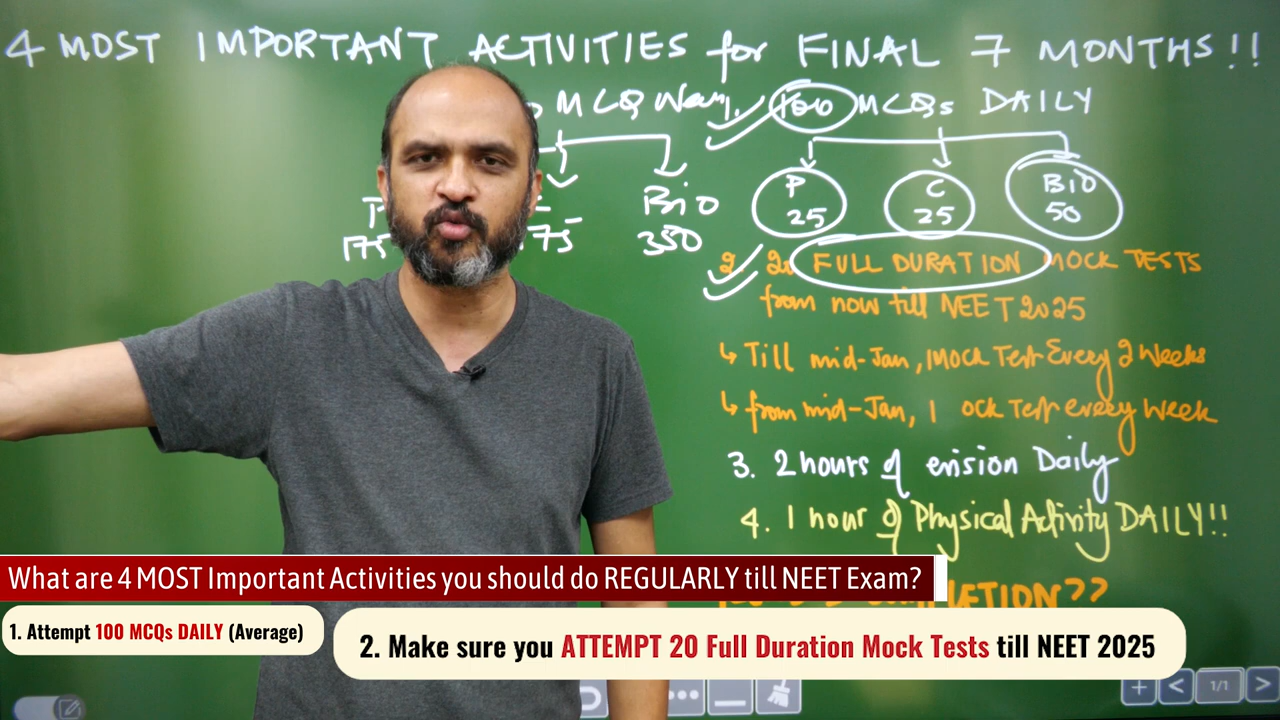 4 MOST IMPORTANT ACTIVITIES for FINAL 7 MONTHS!!
MCQ 100 MCQs DAILY
P 25
C 25
BiO 50
175
75
BiO 350
2. 20 FULL DURATION MOCK TESTS
from now till NEET 2025
↳ Till mid-Jan, Mock Test Every 2 Weeks
↳ from mid-Jan, 1 ock Test every Week
3. 2 hours of evision Daily
4. 1 hour of Physical Activity DAILY!!
What are 4 MOST Important Activities you should do REGULARLY till NEET Exam?
1. Attempt 100 MCQs DAILY (Average)
2. Make sure you ATTEMPT 20 Full Duration Mock Tests till NEET 2025
1/1